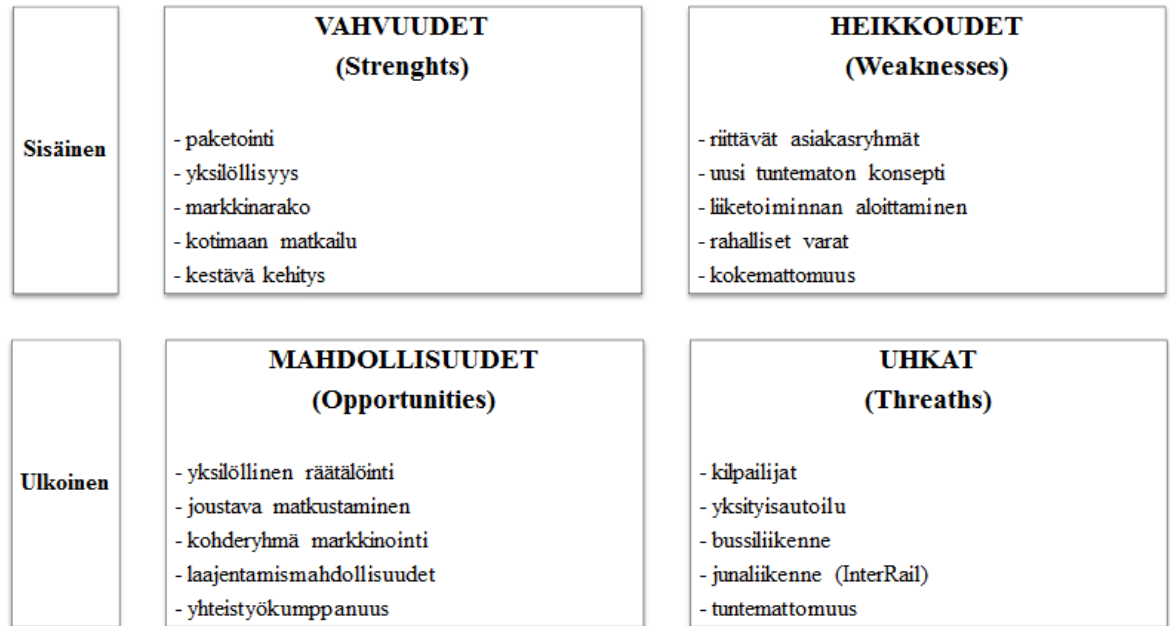 Sisäinen
VAHVUUDET
(Strenghts)
- paketointi
- yksilöllisyys
- markkinarako
- kotimaan matkailu
- kestävä kehitys
HEIKKOUDET
(Weaknesses)
- riittävät asiakasryhmät
- uusi tuntematon konsepti
- liiketoiminnan aloittaminen
- rahalliset varat
- kokemattomuus
Ulkoinen
MAHDOLLISUUDET
(Opportunities)
- yksilöllinen räätälöinti
- joustava matkustaminen
- kohderyhmä markkinointi
- laajentamismahdollisuudet
- yhteistyökumppanuus
UHKAT
(Threaths)
- kilpailijat
- yksityisautoilu
- bussiliikenne
- junaliikenne (InterRail)
- tuntemattomuus